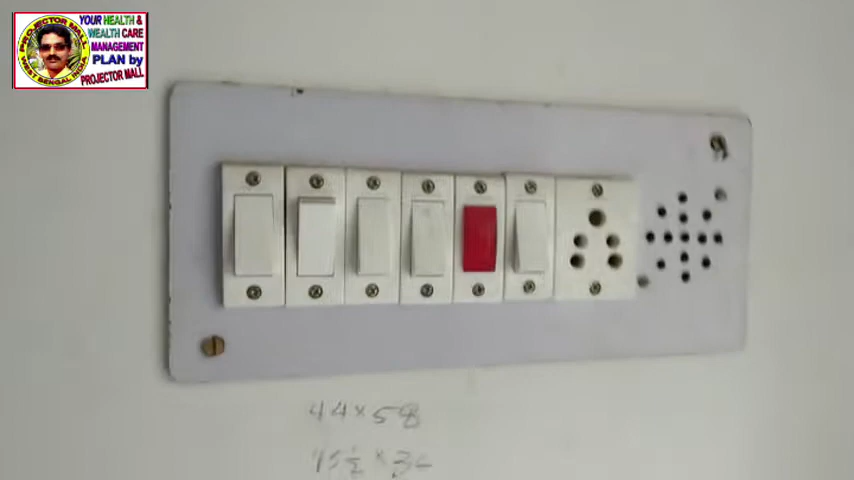 YOUR HEALTH &
WEALTH CARE
MANAGEMENT
PLAN by
PROJECTOR MALL
PROJECTOR MALL
WEST BENGAL INDIA
44×58